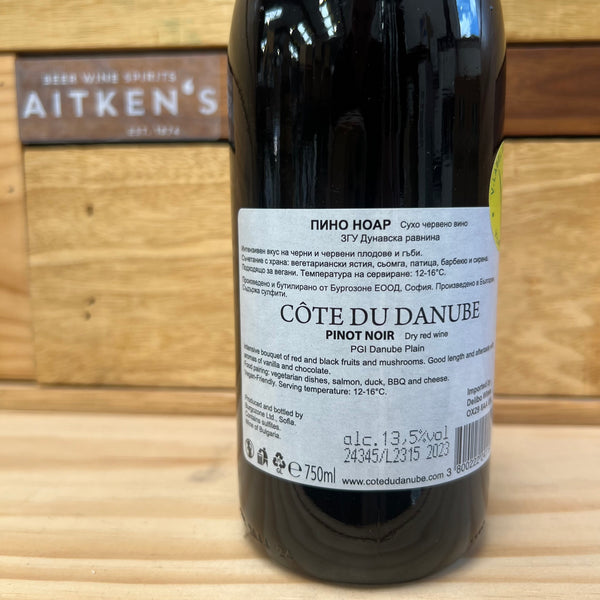 BEER WINE SPIRITS
AITKEN'S
EST. 1874
ПИНО НОАР Сухо червено вино
ЗГУ Дунавска равнина
Интензивен вкус на черни и червени плодове и гъби.
Съчетание с храна: вегетариански ястия, сьомга, патица, барбекю и сирена.
Подходящо за вегани. Температура на сервиране: 12-16°C.
Произведено и бутилирано от Бургозоне ЕООД, София. Произведено в България.
Съдържа сулфити.
CÔTE DU DANUBE
PINOT NOIR Dry red wine
PGI Danube Plain
Intensive bouquet of red and black fruits and mushrooms. Good length and aftertaste with
aromas of vanilla and chocolate.
Food pairing: vegetarian dishes, salmon, duck, BBQ and cheese.
Vegan-Friendly. Serving temperature: 12-16°C.
Produced and bottled by
Burgozone Ltd., Sofia.
Contains sulfites.
Wine of Bulgaria.
Imported by
Delibo Wine
alc.13,5%vol
24345/L2315 2023
e 750ml
www.cotedudanube.com